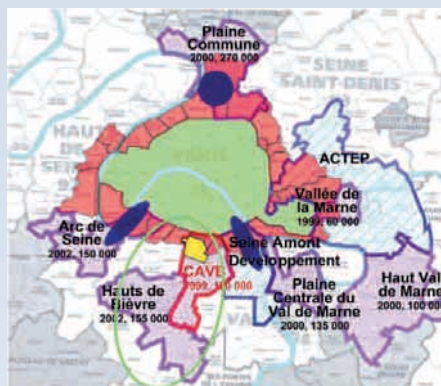 Plaine
Commune
2000, 270 000
SEINE
SAINT-DENIS
HAUT
DE
SEINE
PARIS
ACTEP
Vallée de
la Marne
1999, 60 000
Arc de
Seine
2002, 150 000
Seine Amont
Développement
CAVB
Hauts de
Bièvre
2002, 155 000
Plaine
Centrale du
Val de Marne
2000, 135 000
Haut Val
de Marne
2000, 100 000